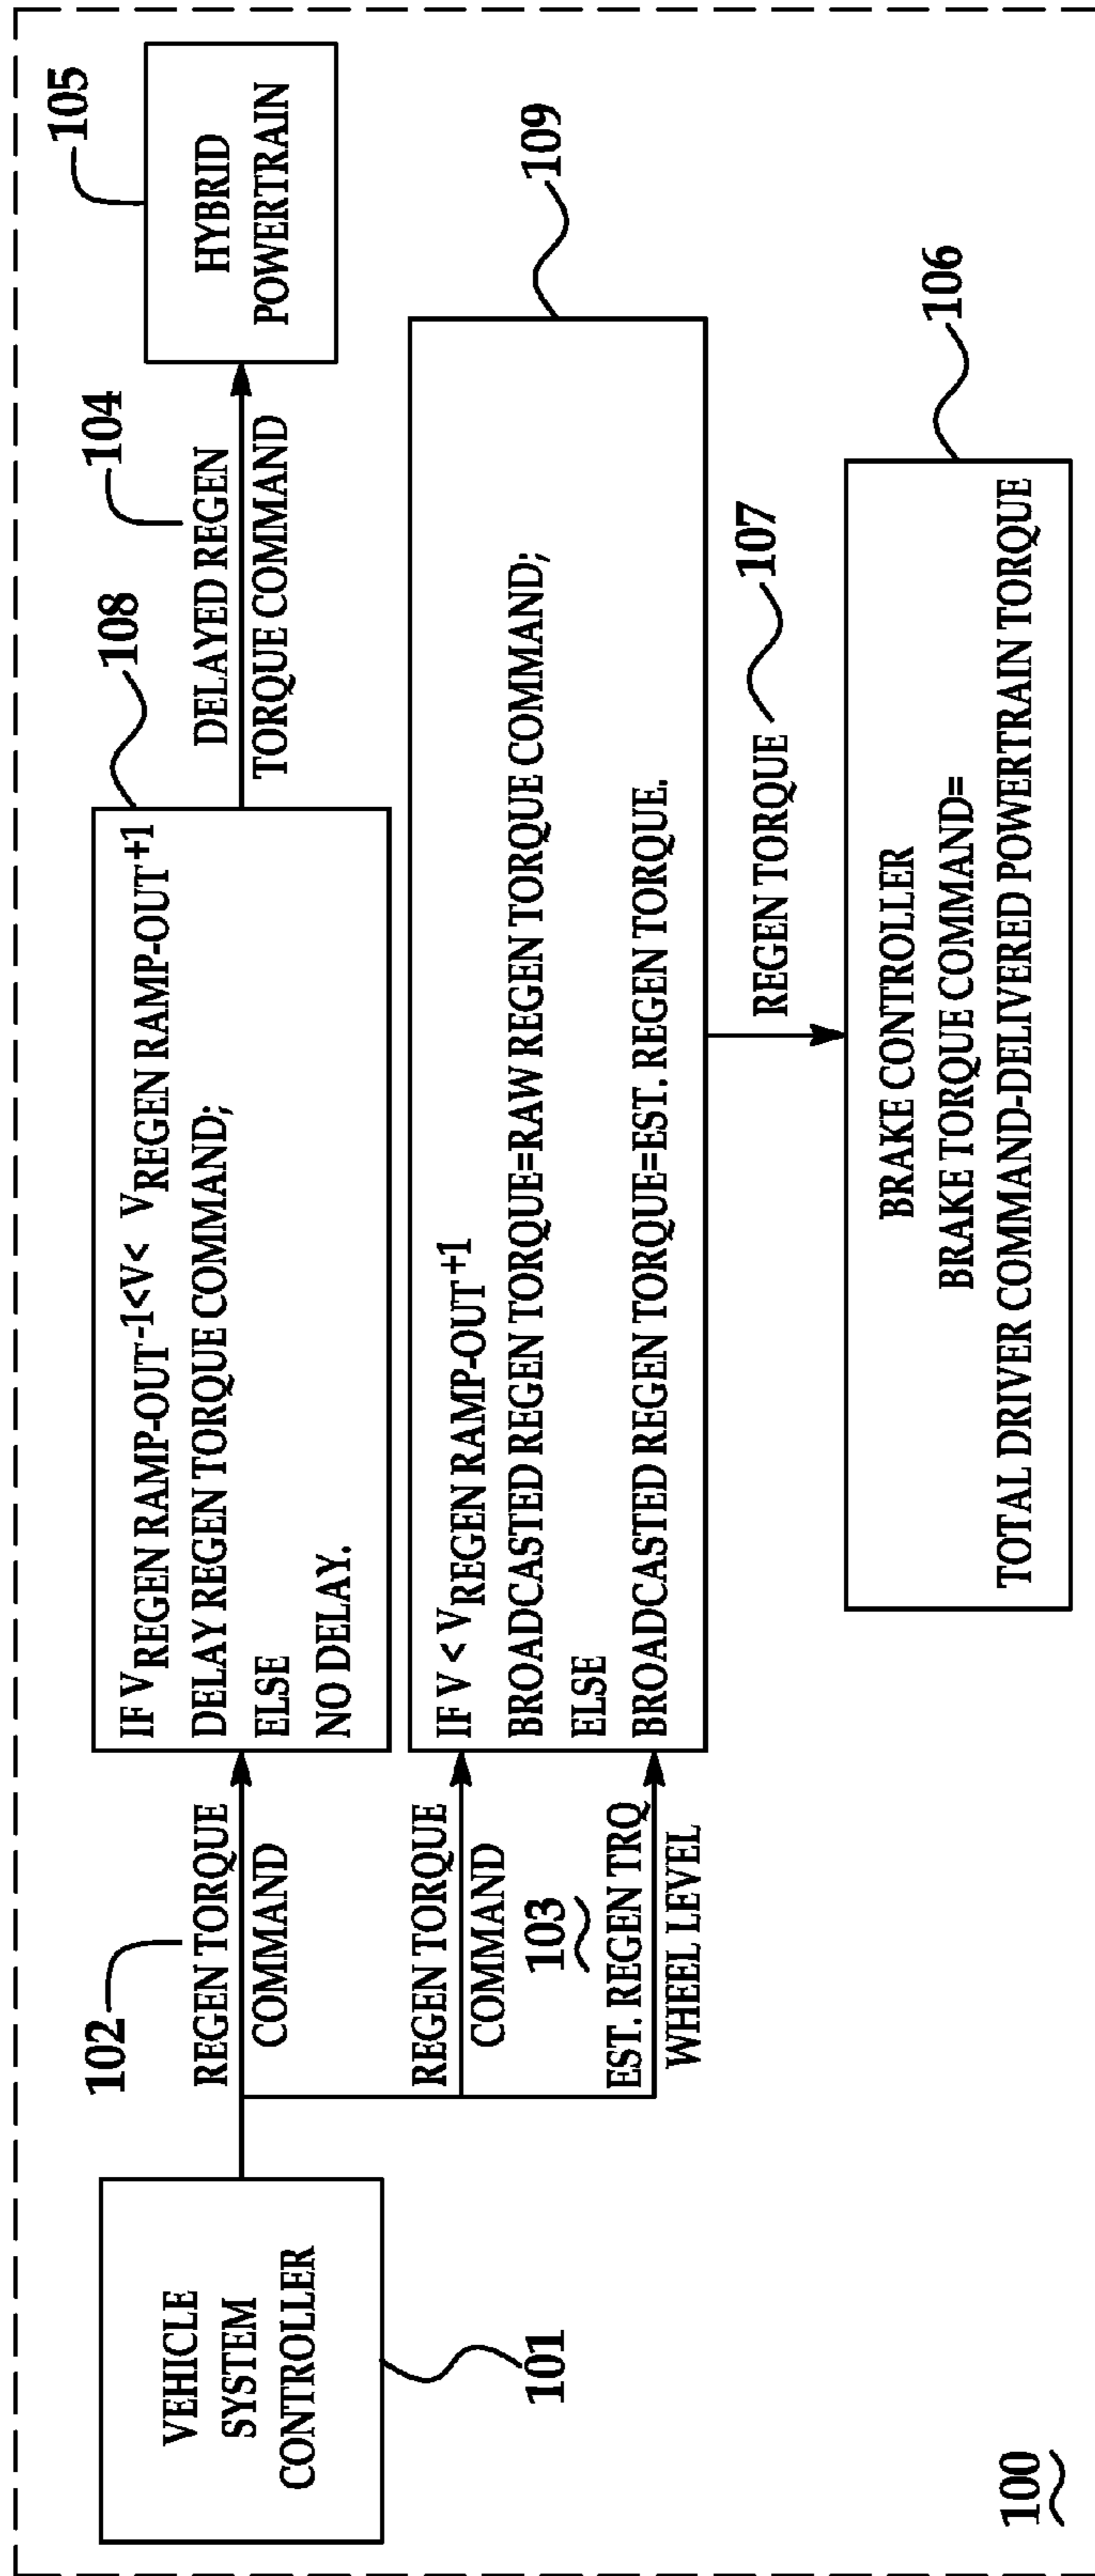 105
HYBRID
POWERTRAIN
104
DELAYED REGEN
TORQUE COMMAND
108
IF VREGEN RAMP-OUT-1<V< VREGEN RAMP-OUT+1
DELAY REGEN TORQUE COMMAND;
ELSE
NO DELAY.
102
REGEN TORQUE
COMMAND
VEHICLE
SYSTEM
CONTROLLER
101
109
IF V < VREGEN RAMP-OUT+1
BROADCASTED REGEN TORQUE=RAW REGEN TORQUE COMMAND;
ELSE
BROADCASTED REGEN TORQUE=EST. REGEN TORQUE.
REGEN TORQUE
COMMAND
103
EST. REGEN TRQ
WHEEL LEVEL
REGEN TORQUE
107
106
BRAKE CONTROLLER
BRAKE TORQUE COMMAND=
TOTAL DRIVER COMMAND-DELIVERED POWERTRAIN TORQUE
100